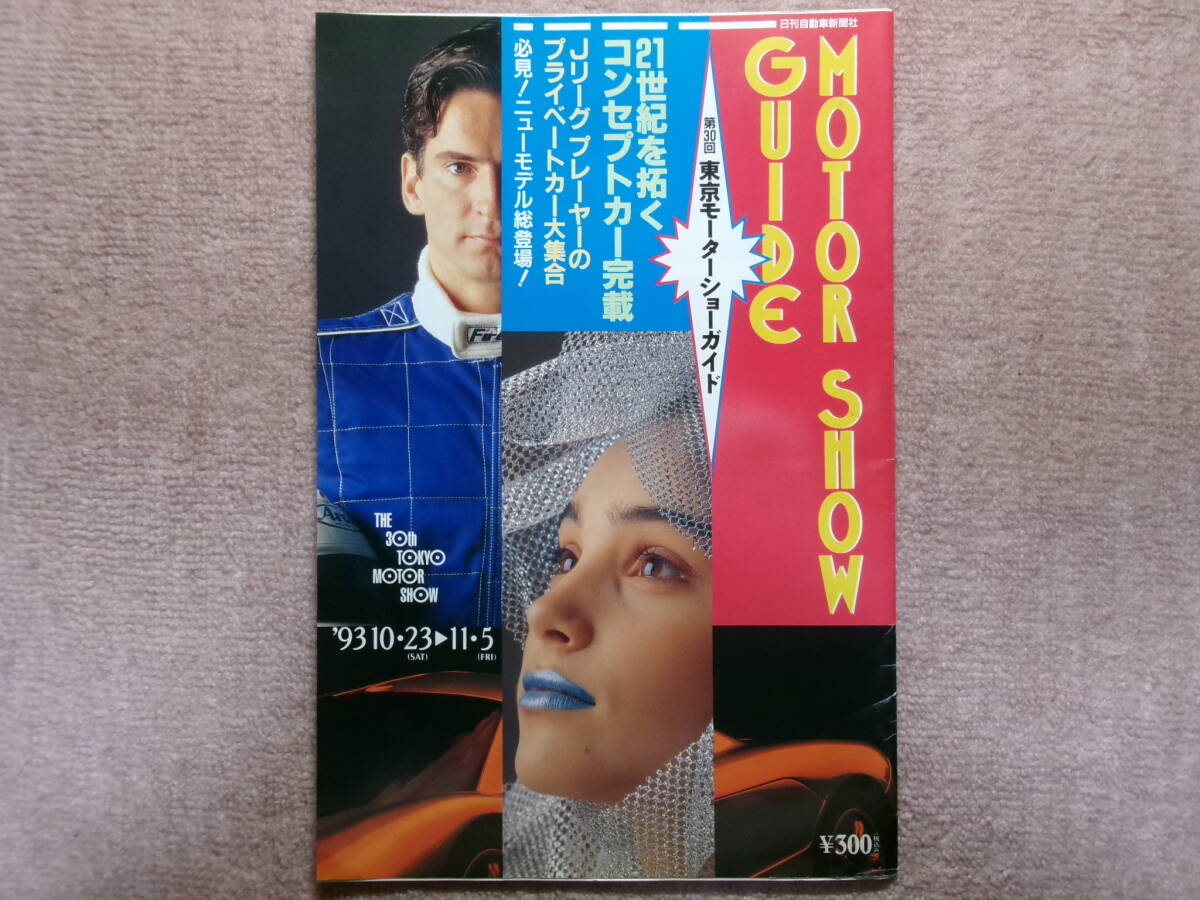 日刊自動車新聞社
MOTOR SHOW
GUIDE
第30回 東京モーターショーガイド
21世紀を拓く
コンセプトカー完載
Jリーグ プレーヤーの
プライベートカー大集合
必見！ニューモデル総登場！
THE
30th
TOKYO
MOTOR
SHOW
'93 10・23▶11・5
(SAT) (FRI)
¥300(税込み)